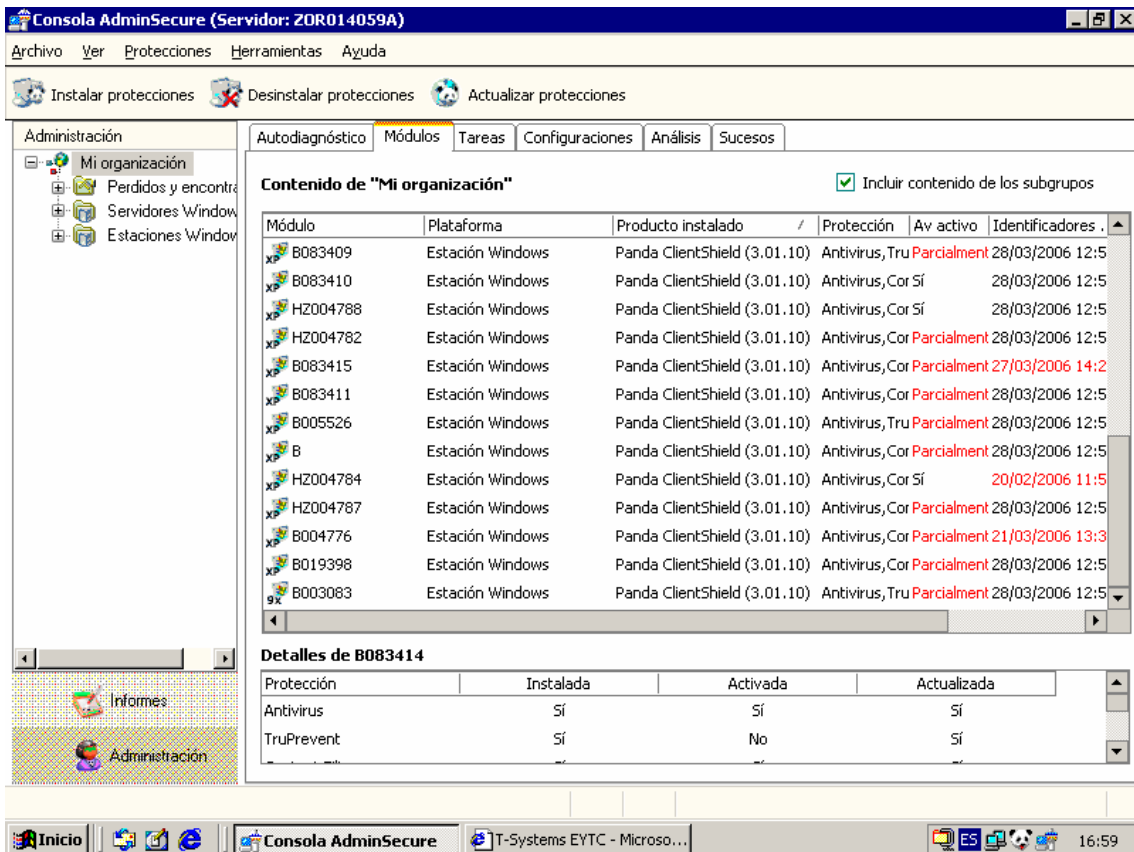 Consola AdminSecure (Servidor: ZOR014059A)
Archivo Ver Protecciones Herramientas Ayuda
Instalar protecciones Desinstalar protecciones Actualizar protecciones
Administración
Mi organización
Perdidos y encontra
Servidores Window
Estaciones Window
Autodiagnóstico Módulos Tareas Configuraciones Análisis Sucesos
Contenido de "Mi organización" Incluir contenido de los subgrupos
Módulo Plataforma Producto instalado Protección Av activo Identificadores .
xp B083409 Estación Windows Panda ClientShield (3.01.10) Antivirus,Tru Parcialment 28/03/2006 12:5
xp B083410 Estación Windows Panda ClientShield (3.01.10) Antivirus,Cor Sí 28/03/2006 12:5
xp HZ004788 Estación Windows Panda ClientShield (3.01.10) Antivirus,Cor Sí 28/03/2006 12:5
xp HZ004782 Estación Windows Panda ClientShield (3.01.10) Antivirus,Cor Parcialment 28/03/2006 12:5
xp B083415 Estación Windows Panda ClientShield (3.01.10) Antivirus,Cor Parcialment 27/03/2006 14:2
xp B083411 Estación Windows Panda ClientShield (3.01.10) Antivirus,Cor Parcialment 28/03/2006 12:5
xp B005526 Estación Windows Panda ClientShield (3.01.10) Antivirus,Tru Parcialment 28/03/2006 12:5
xp B Estación Windows Panda ClientShield (3.01.10) Antivirus,Cor Parcialment 28/03/2006 12:5
xp HZ004784 Estación Windows Panda ClientShield (3.01.10) Antivirus,Cor Sí 20/02/2006 11:5
xp HZ004787 Estación Windows Panda ClientShield (3.01.10) Antivirus,Cor Parcialment 28/03/2006 12:5
xp B004776 Estación Windows Panda ClientShield (3.01.10) Antivirus,Cor Parcialment 21/03/2006 13:3
xp B019398 Estación Windows Panda ClientShield (3.01.10) Antivirus,Cor Parcialment 28/03/2006 12:5
9x B003083 Estación Windows Panda ClientShield (3.01.10) Antivirus,Tru Parcialment 28/03/2006 12:5
Detalles de B083414
Protección Instalada Activada Actualizada
Antivirus Sí Sí Sí
TruPrevent Sí No Sí
Informes
Administración
Inicio Consola AdminSecure T-Systems EYTC - Microso... ES 16:59